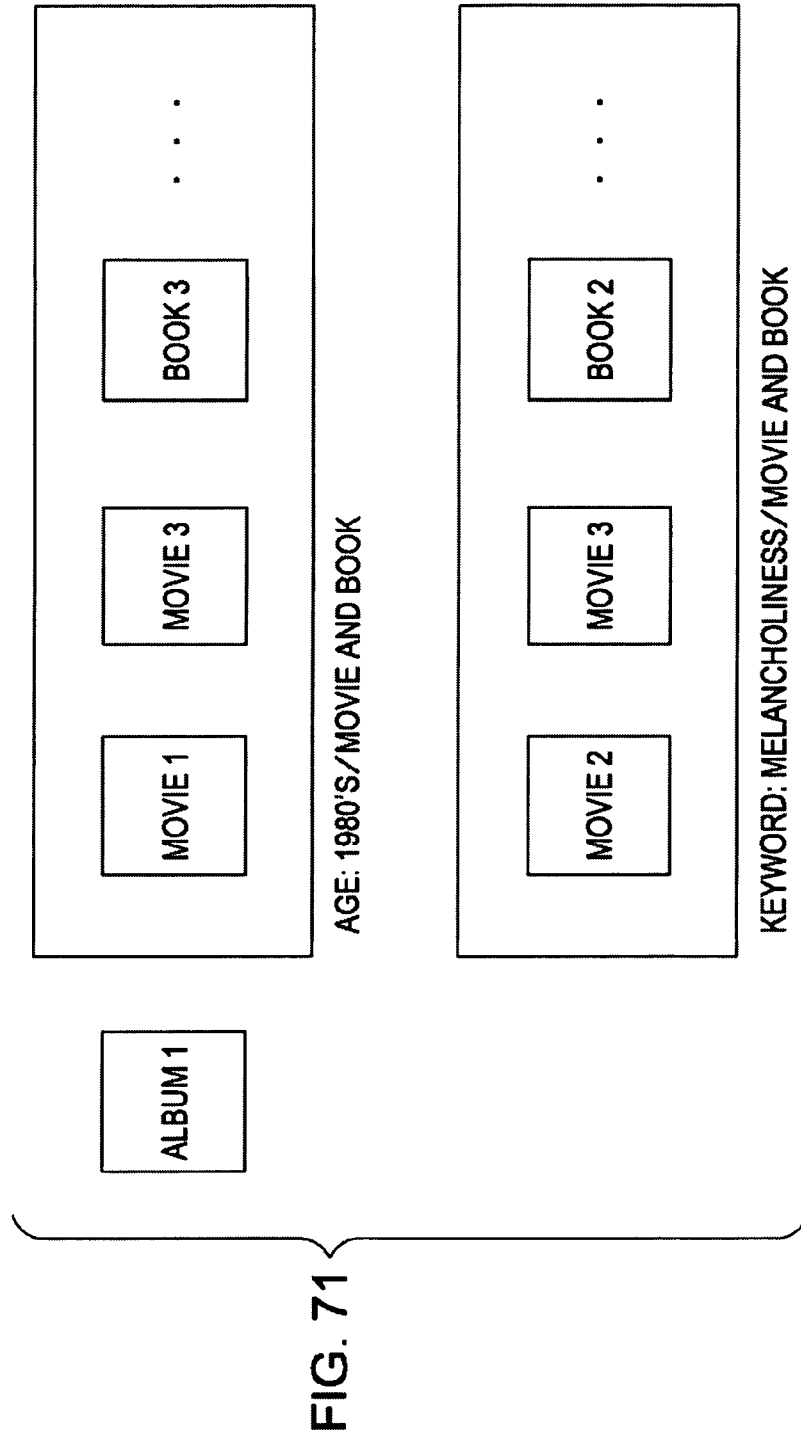 FIG. 71
ALBUM 1
MOVIE 1
MOVIE 3
BOOK 3
. . .
AGE: 1980'S/MOVIE AND BOOK
MOVIE 2
MOVIE 3
BOOK 2
. . .
KEYWORD: MELANCHOLINESS/MOVIE AND BOOK